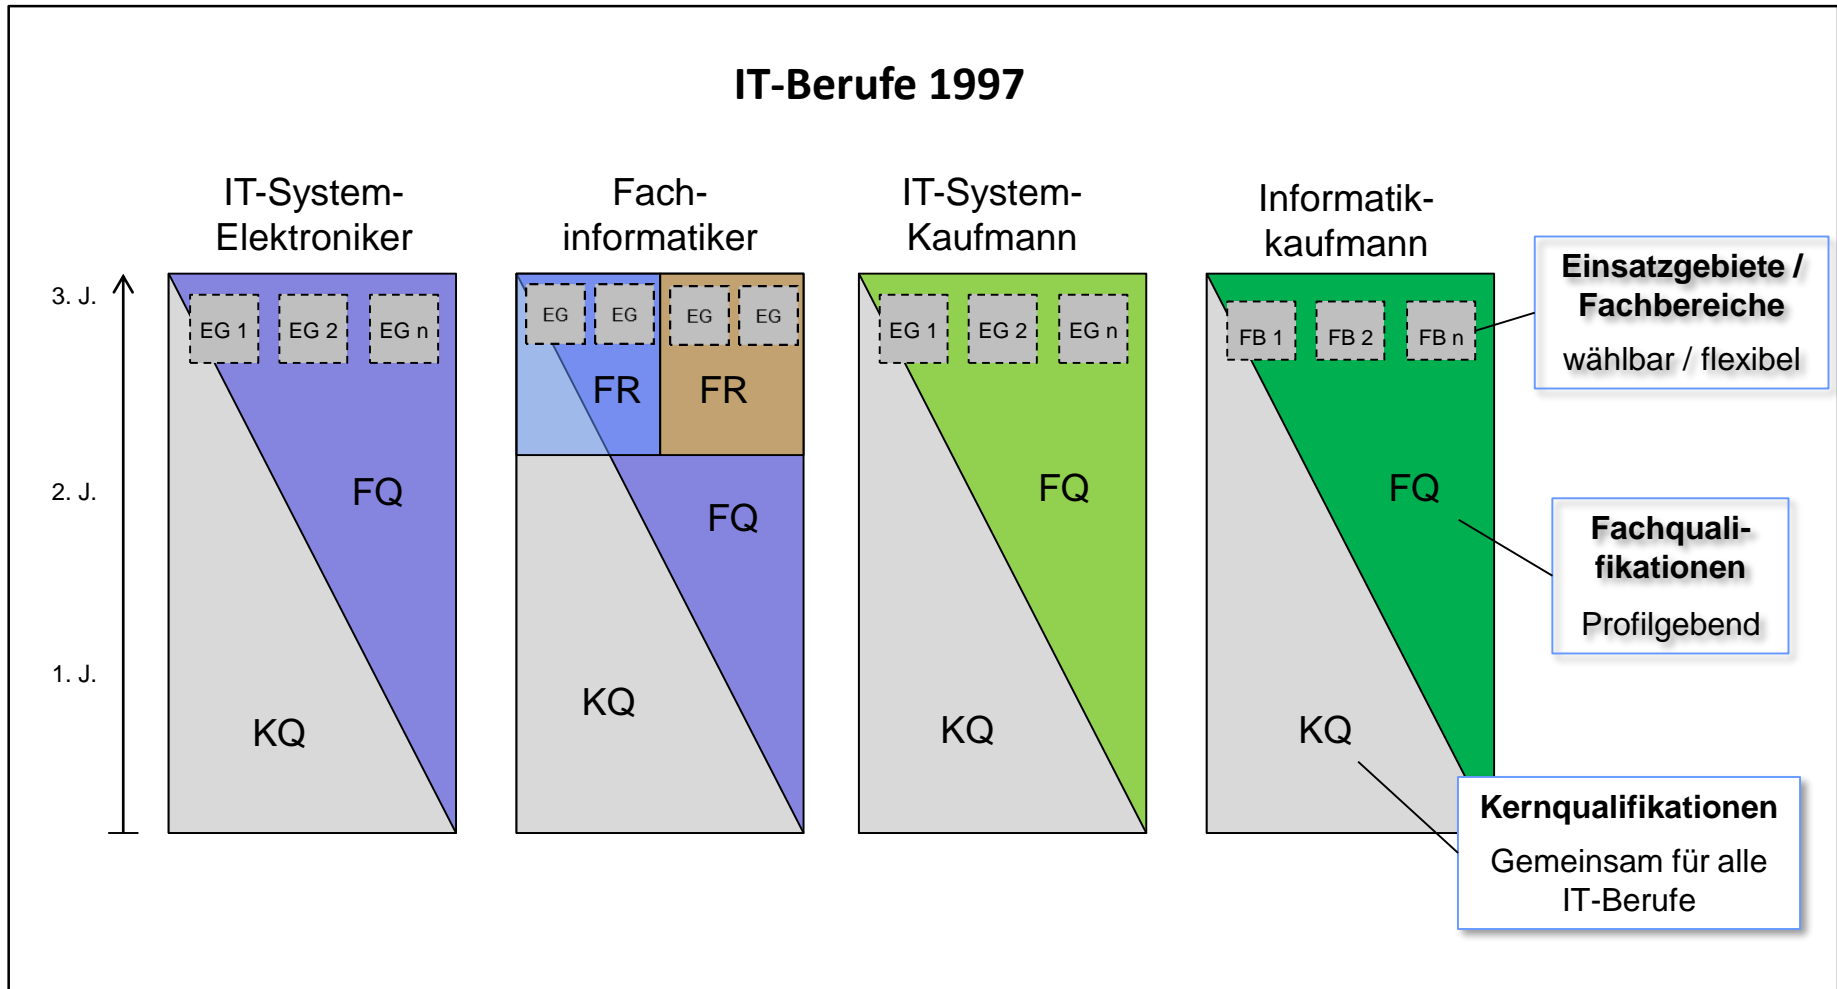 IT-Berufe 1997
IT-System-
Elektroniker
Fach-
informatiker
IT-System-
Kaufmann
Informatik-
kaufmann
3. J.
2. J.
1. J.
EG 1
EG 2
EG n
FQ
KQ
EG
EG
EG
EG
FR
FR
FQ
KQ
EG 1
EG 2
EG n
FQ
KQ
FB 1
FB 2
FB n
FQ
KQ
Einsatzgebiete /
Fachbereiche
wählbar / flexibel
Fachquali-
fikationen
Profilgebend
Kernqualifikationen
Gemeinsam für alle
IT-Berufe